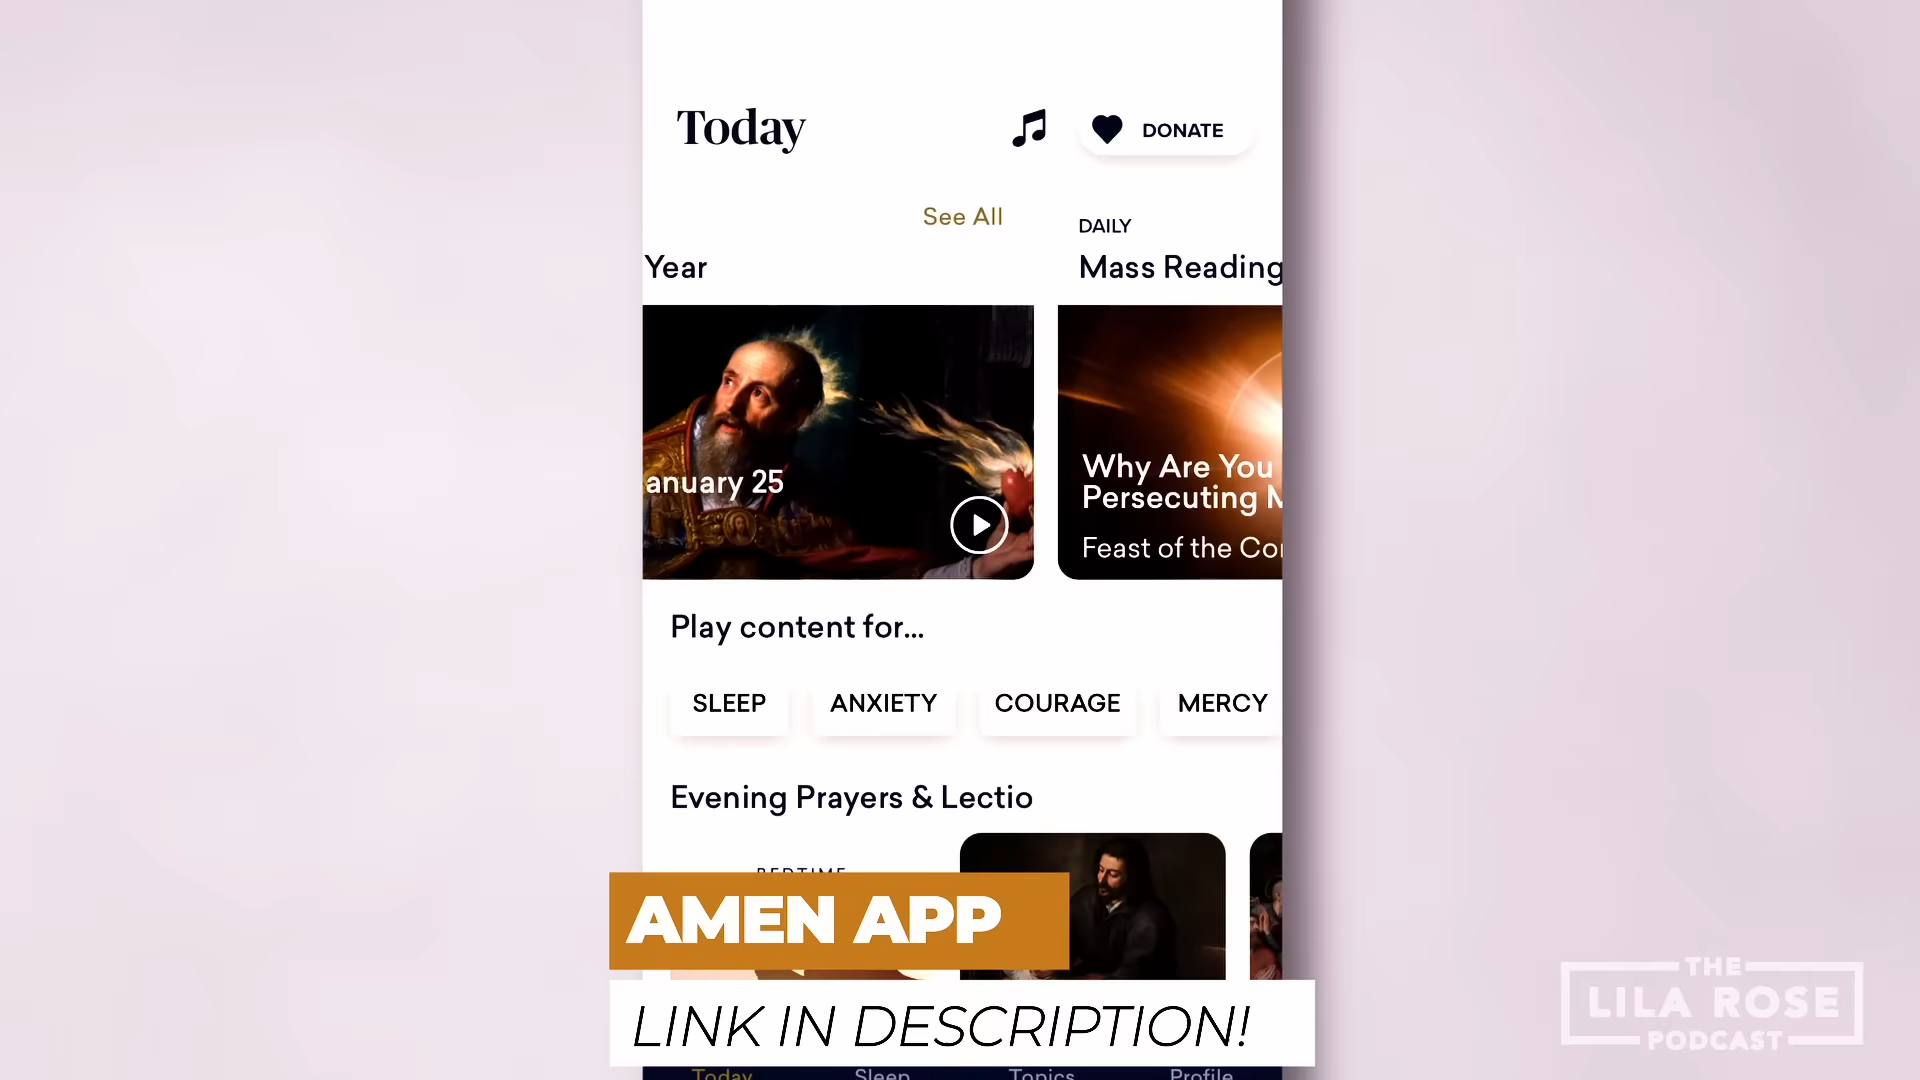 Today
DONATE
See All
DAILY
Year
Mass Reading
anuary 25
Why Are You
Persecuting M
Feast of the Co
Play content for...
SLEEP
ANXIETY
COURAGE
MERCY
Evening Prayers & Lectio
BEDTIME
AMEN APP
LINK IN DESCRIPTION!
Today
Sleep
Topics
Profile
THE
LILA ROSE
PODCAST